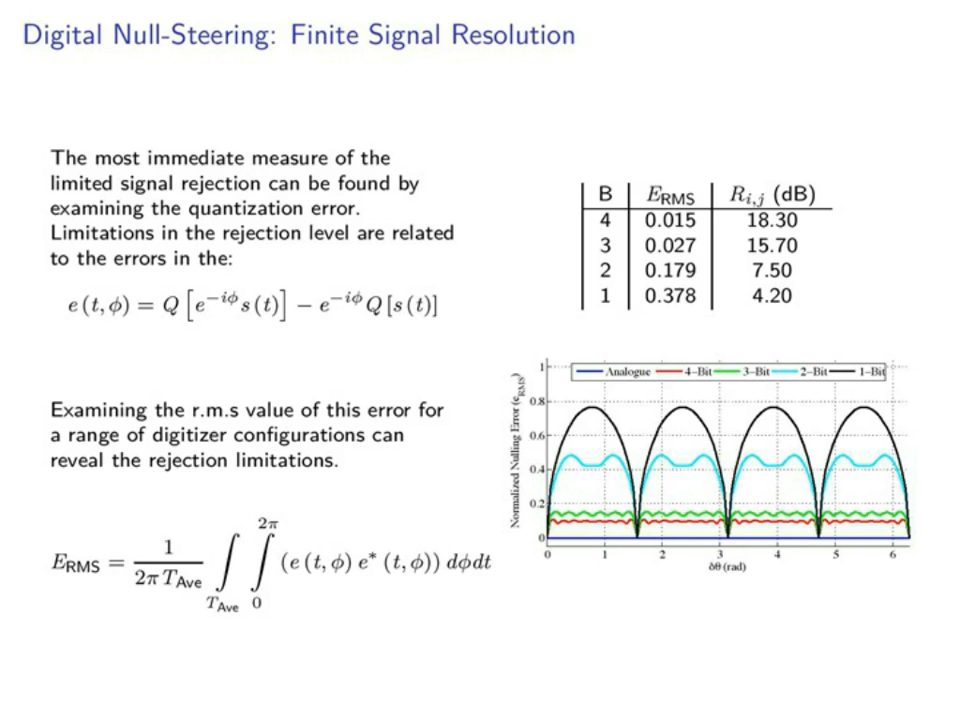 Digital Null-Steering: Finite Signal Resolution
The most immediate measure of the
limited signal rejection can be found by
examining the quantization error.
Limitations in the rejection level are related
to the errors in the:
e (t, ϕ) = Q [e^{−iϕ} s (t)] − e^{−iϕ} Q [s (t)]
Examining the r.m.s value of this error for
a range of digitizer configurations can
reveal the rejection limitations.
E_RMS = 1 / (2π T_Ave) ∫_{T_Ave} ∫_0^{2π} (e (t, ϕ) e* (t, ϕ)) dϕdt
B E_RMS R_{i,j} (dB)
4 0.015 18.30
3 0.027 15.70
2 0.179 7.50
1 0.378 4.20
Analogue 4–Bit 3–Bit 2–Bit 1–Bit
Normalized Nulling Error (e_RMS)
1
0.8
0.6
0.4
0.2
0
0 1 2 3 4 5 6
δθ (rad)